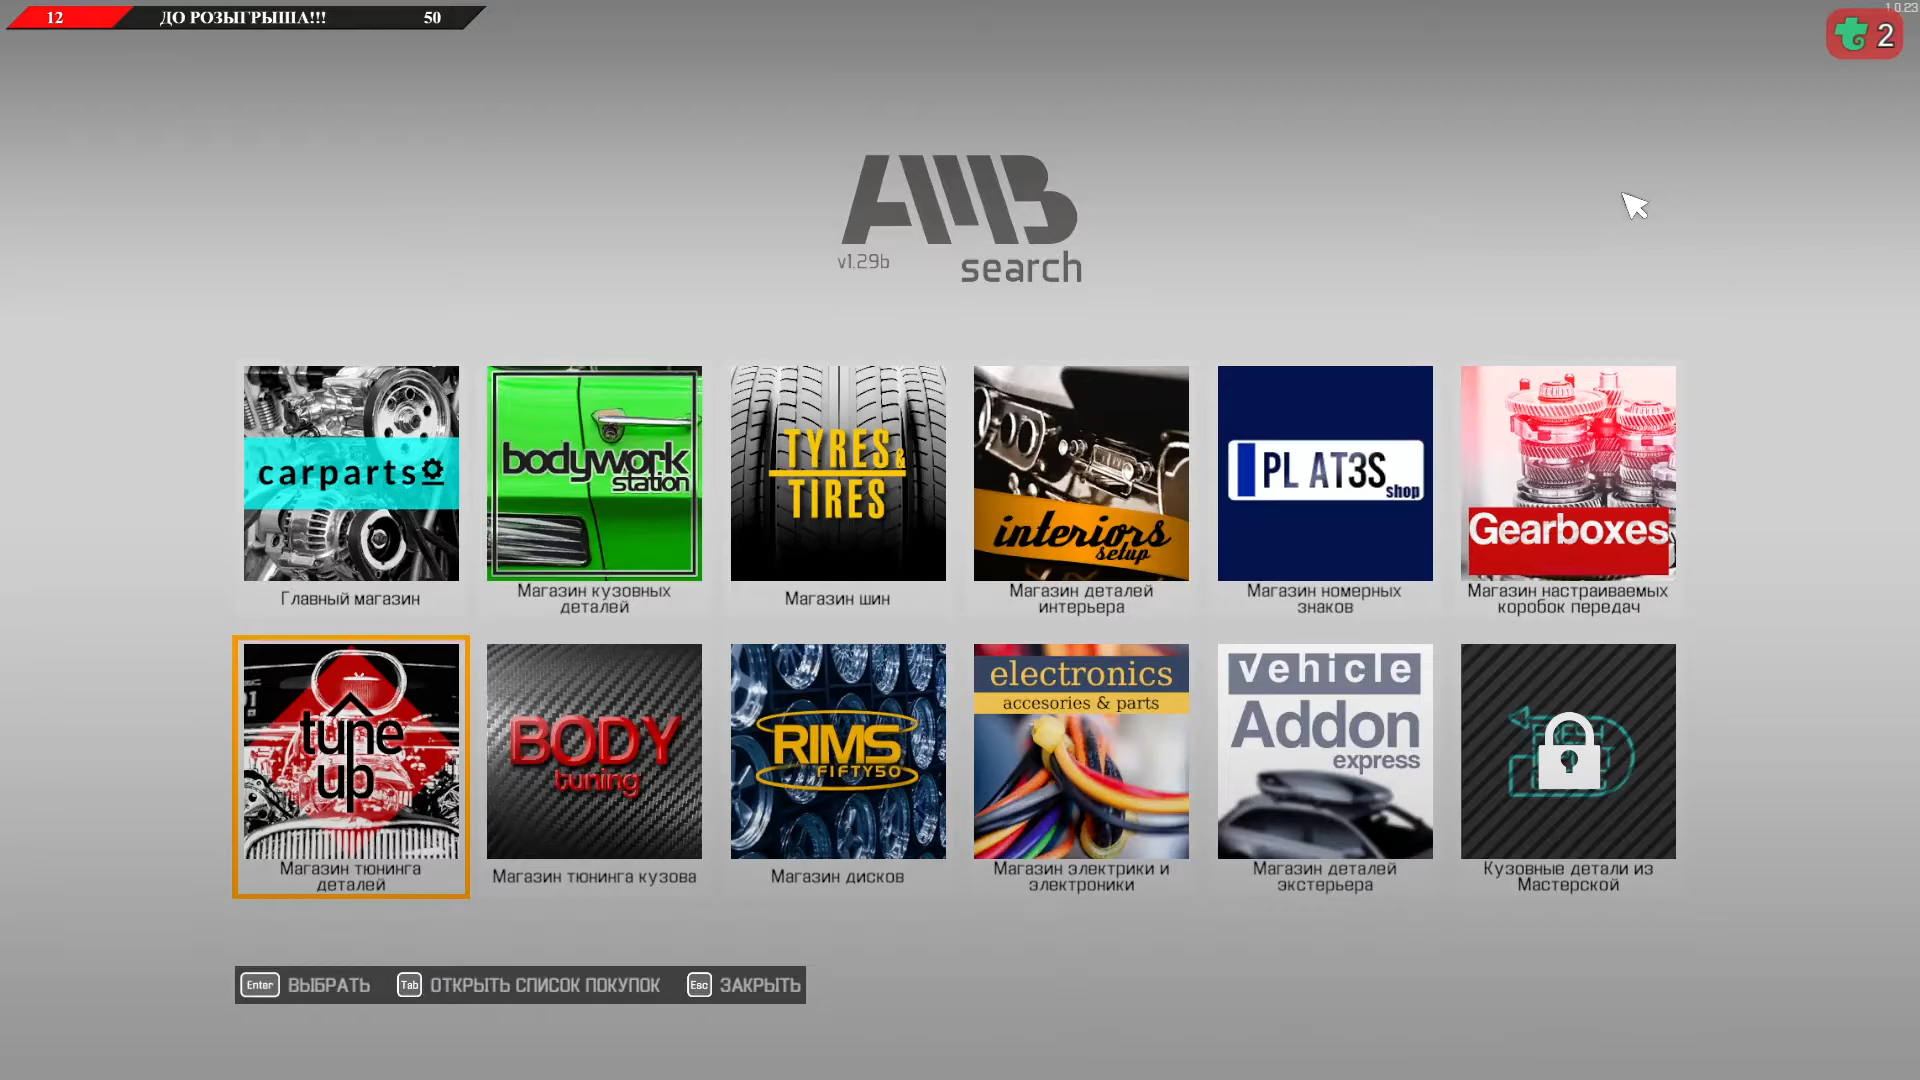 12 ДО РОЗЫГРЫША!!! 50
1.0.23
2
AMB
v1.29b search
carparts
bodywork
station
TYRES &
TIRES
interiors
setup
PL AT3S
shop
Gearboxes
Главный магазин
Магазин кузовных
деталей
Магазин шин
Магазин деталей
интерьера
Магазин номерных
знаков
Магазин настраиваемых
коробок передач
tune
up
BODY
tuning
RIMS
FIFTY50
electronics
accesories & parts
vehicle
Addon
express
FRESH
Магазин тюнинга
деталей
Магазин тюнинга кузова
Магазин дисков
Магазин электрики и
электроники
Магазин деталей
экстерьера
Кузовные детали из
Мастерской
Enter ВЫБРАТЬ Tab ОТКРЫТЬ СПИСОК ПОКУПОК Esc ЗАКРЫТЬ